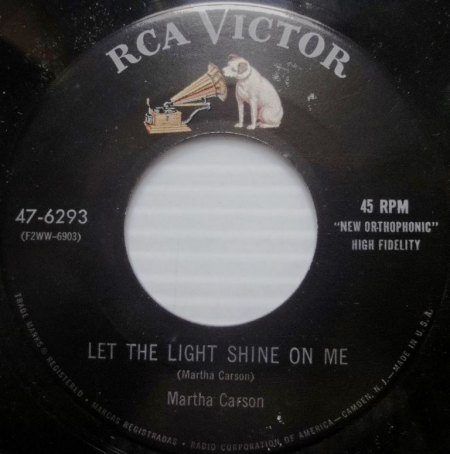 RCA VICTOR
47-6293
(F2WW-6903)
45 RPM
"NEW ORTHOPHONIC"
HIGH FIDELITY
LET THE LIGHT SHINE ON ME
(Martha Carson)
Martha Carson
TRADE MARKS ® REGISTERED • MARCAS REGISTRADAS • RADIO CORPORATION OF AMERICA—CAMDEN, N. J.—MADE IN U.S.A.